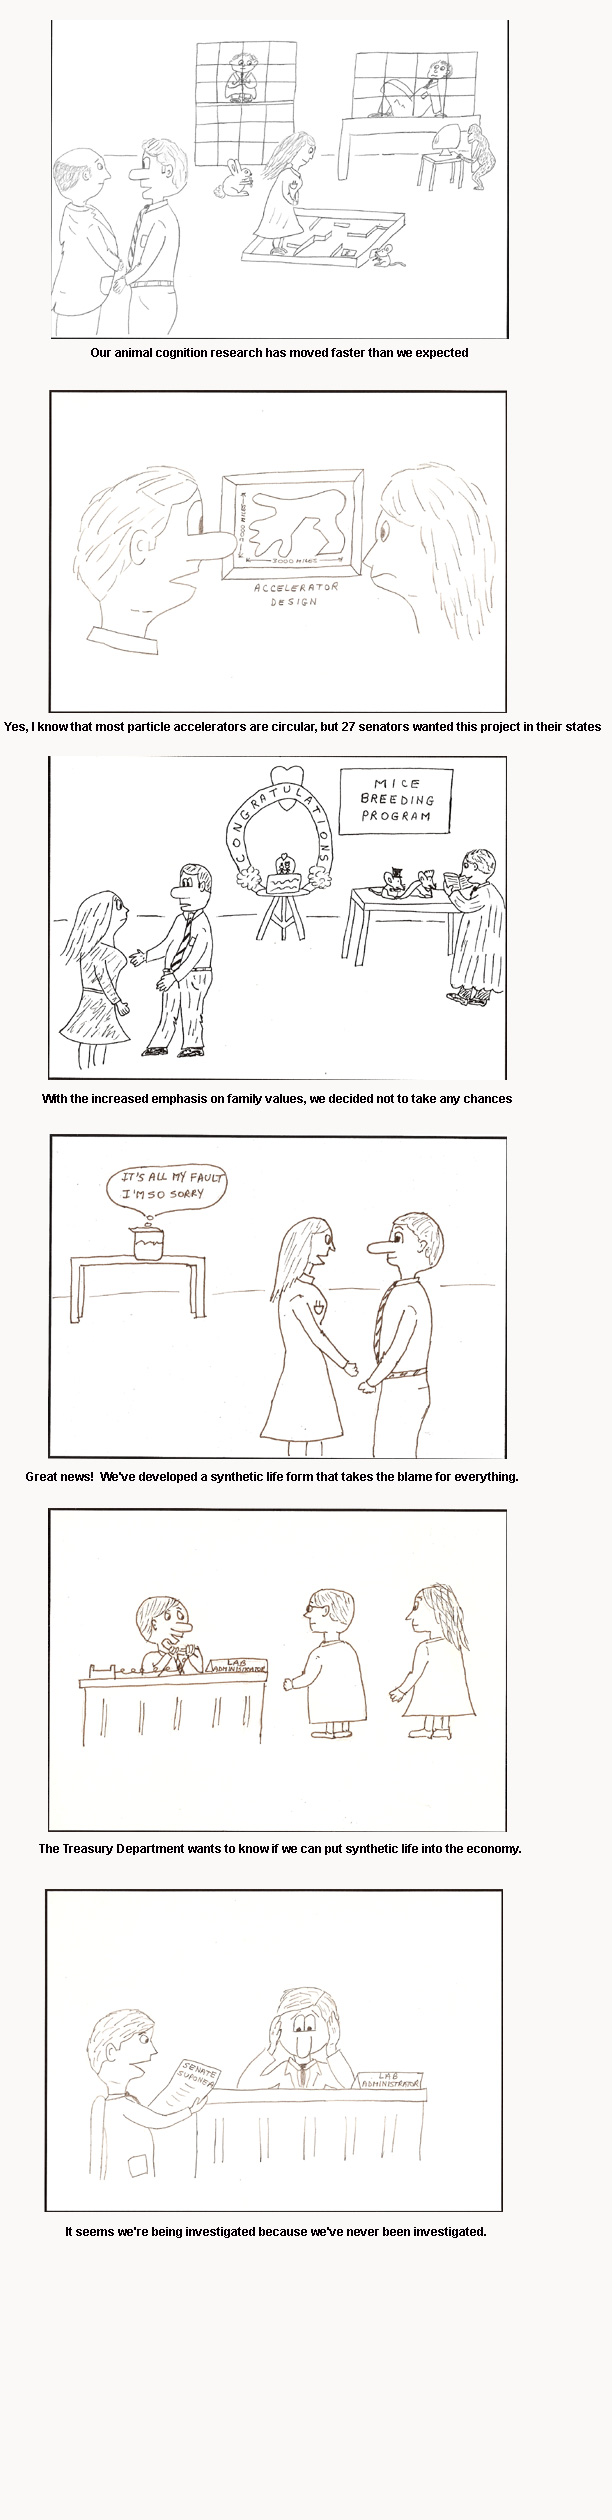 Our animal cognition research has moved faster than we expected
2000 MILES
3000 MILES
ACCELERATOR
DESIGN
Yes, I know that most particle accelerators are circular, but 27 senators wanted this project in their states
CONGRATULATIONS
MICE
BREEDING
PROGRAM
With the increased emphasis on family values, we decided not to take any chances
IT'S ALL MY FAULT
I'M SO SORRY
Great news!  We've developed a synthetic life form that takes the blame for everything.
LAB
ADMINISTRATOR
The Treasury Department wants to know if we can put synthetic life into the economy.
SENATE
SUPONEA
LAB
ADMINISTRATOR
It seems we're being investigated because we've never been investigated.